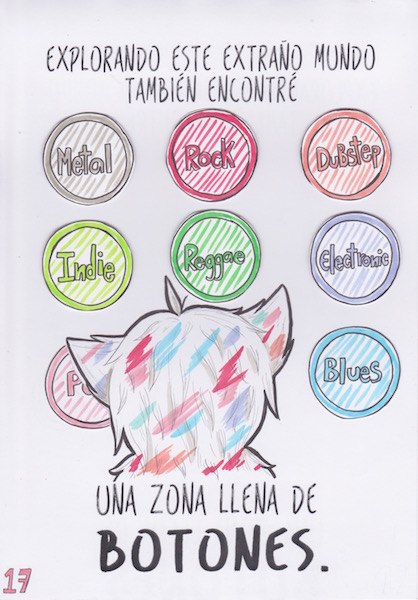 EXPLORANDO ESTE EXTRAÑO MUNDO
TAMBIÉN ENCONTRÉ
Metal
Rock
Dubstep
Indie
Reggae
Electronic
Blues
UNA ZONA LLENA DE
BOTONES.
17